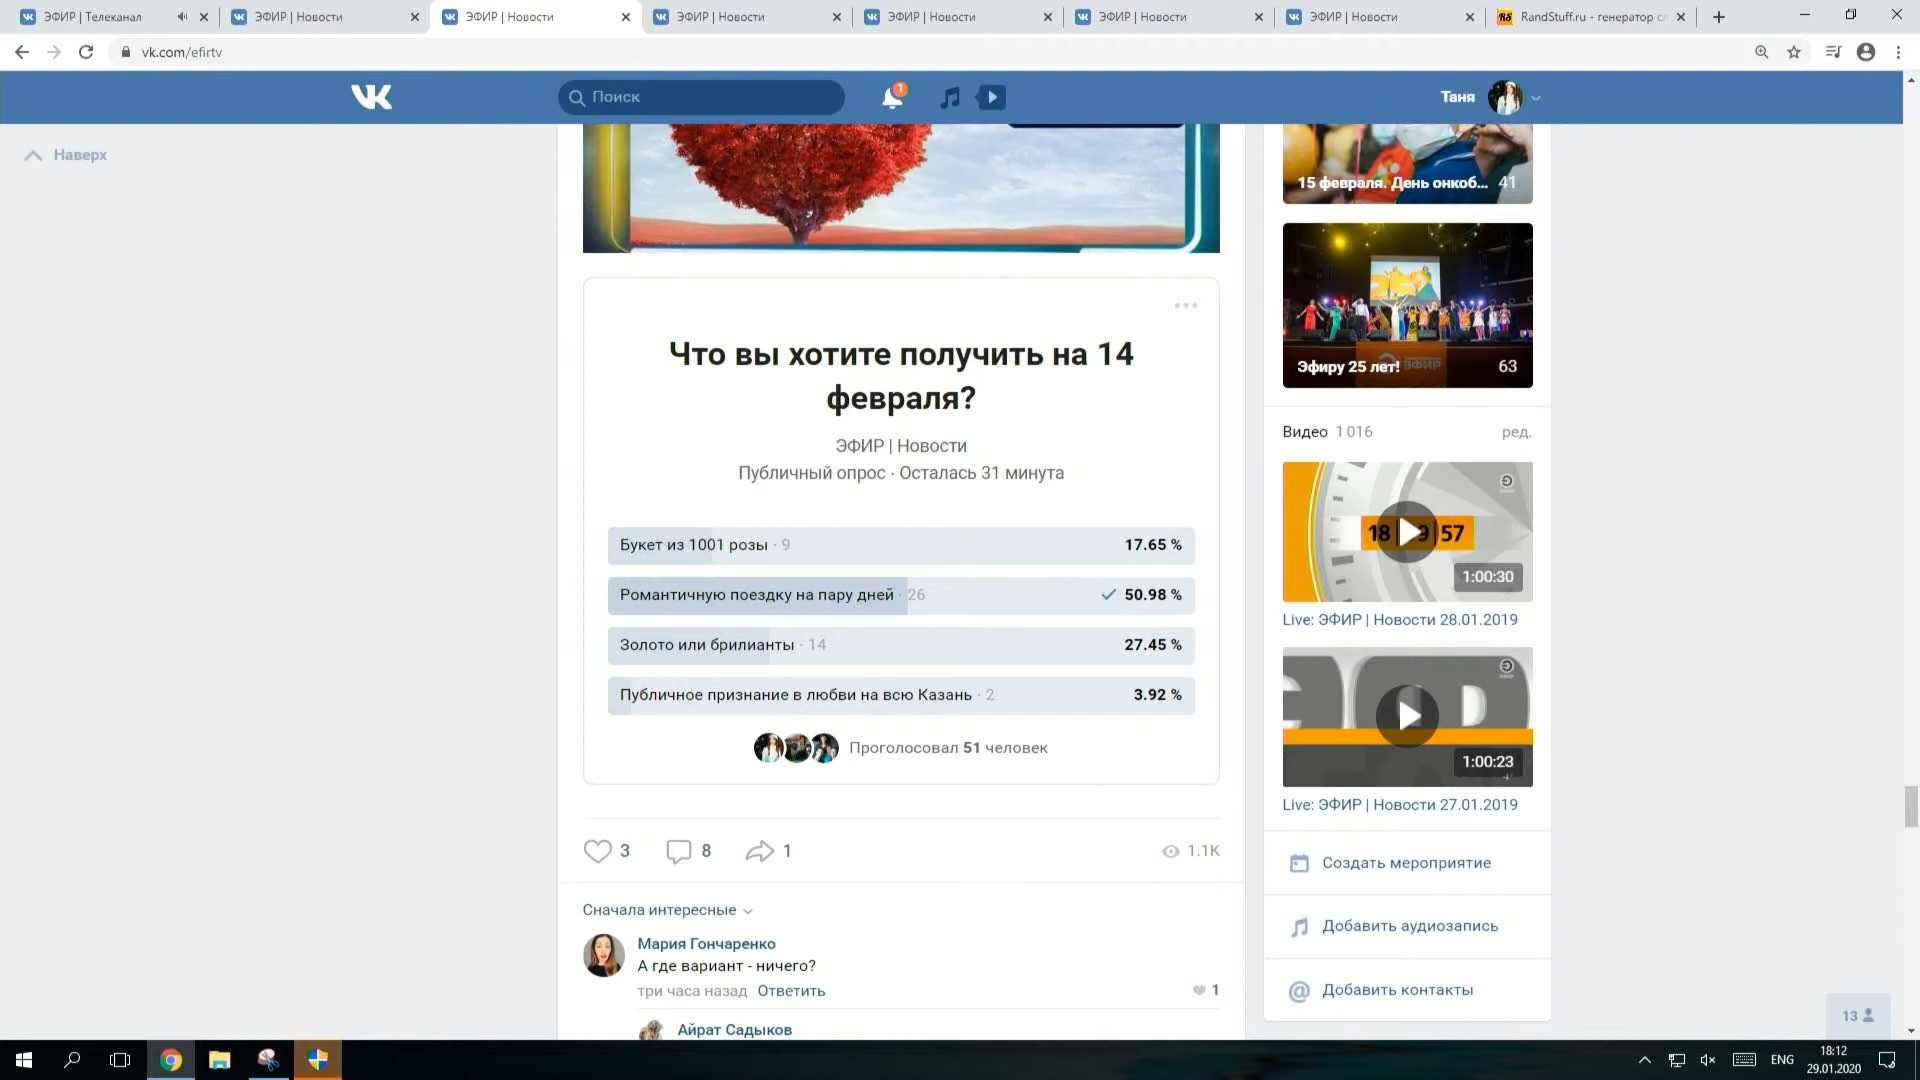 ЭФИР | Телеканал
ЭФИР | Новости
ЭФИР | Новости
ЭФИР | Новости
ЭФИР | Новости
ЭФИР | Новости
ЭФИР | Новости
RandStuff.ru - генератор сл
vk.com/efirtv
Поиск
1
Таня
Наверх
15 февраля. День онкоб... 41
Эфиру 25 лет! 63
Что вы хотите получить на 14
февраля?
ЭФИР | Новости
Публичный опрос · Осталась 31 минута
Букет из 1001 розы · 9 17.65 %
Романтичную поездку на пару дней · 26 50.98 %
Золото или брилианты · 14 27.45 %
Публичное признание в любви на всю Казань · 2 3.92 %
Проголосовал 51 человек
3 8 1 1.1K
Сначала интересные
Мария Гончаренко
А где вариант - ничего?
три часа назад Ответить 1
Айрат Садыков
Видео 1 016 ред.
1:00:30
Live: ЭФИР | Новости 28.01.2019
1:00:23
Live: ЭФИР | Новости 27.01.2019
Создать мероприятие
Добавить аудиозапись
Добавить контакты
13
ENG
18:12
29.01.2020